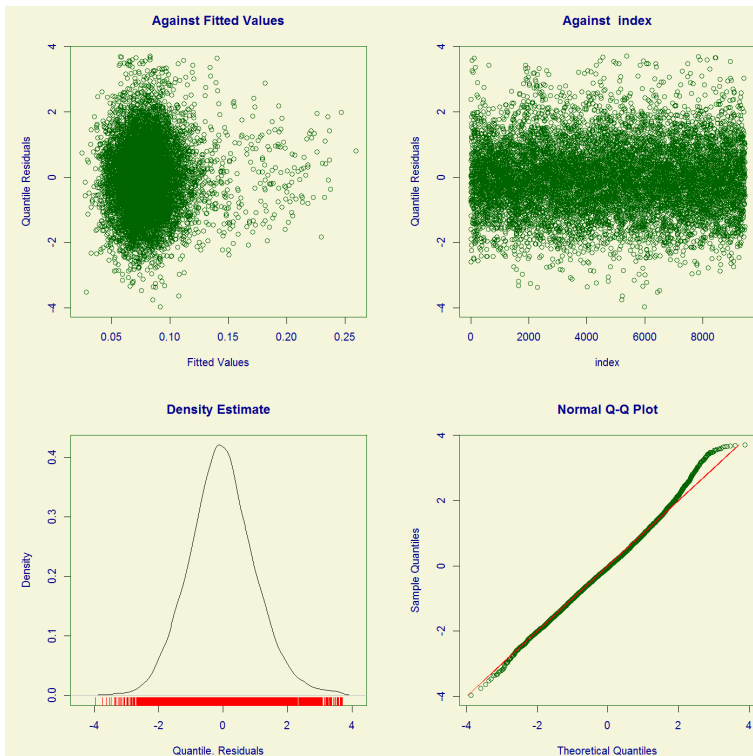 Against Fitted Values
Quantile Residuals
4
2
0
-2
-4
0.05 0.10 0.15 0.20 0.25
Fitted Values
Against  index
Quantile Residuals
4
2
0
-2
-4
0 2000 4000 6000 8000
index
Density Estimate
Density
0.4
0.3
0.2
0.1
0.0
-4 -2 0 2 4
Quantile. Residuals
Normal Q-Q Plot
Sample Quantiles
4
2
0
-2
-4
-4 -2 0 2 4
Theoretical Quantiles